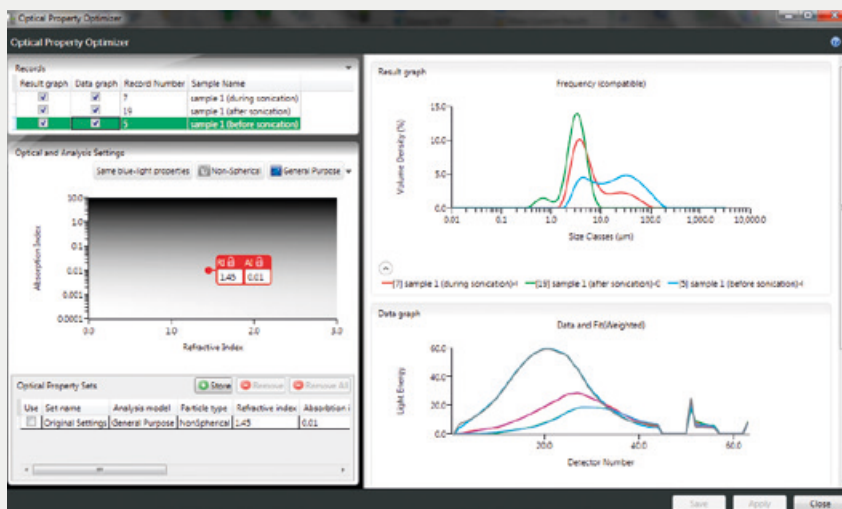 Optical Property Optimizer
Optical Property Optimizer
Records
Result graph Data graph Record Number Sample Name
7 sample 1 (during sonication)
19 sample 1 (after sonication)
5 sample 1 (before sonication)
Optical and Analysis Settings
Same blue-light properties Non-Spherical General Purpose
Absorption Index
10.0
1.0
0.1
0.01
0.001
0.0001
RI AI
1.45 0.01
0.0 1.0 2.0 3.0
Refractive Index
Optical Property Sets Store Remove Remove All
Use Set name Analysis model Particle type Refractive index Absorbtion i
Original Settings General Purpose NonSpherical 1.45 0.01
Result graph
Frequency (compatible)
Volume Density (%)
15.0
10.0
5.0
0.0
0.01 0.1 1.0 10.0 100.0 1,000.0 10,000.0
Size Classes (µm)
[7] sample 1 (during sonication)- [19] sample 1 (after sonication)- [5] sample 1 (before sonication)-
Data graph
Data and Fit(Weighted)
Light Energy
60.0
40.0
20.0
0.0
20.0 40.0 60.0
Detector Number
Save Apply Close